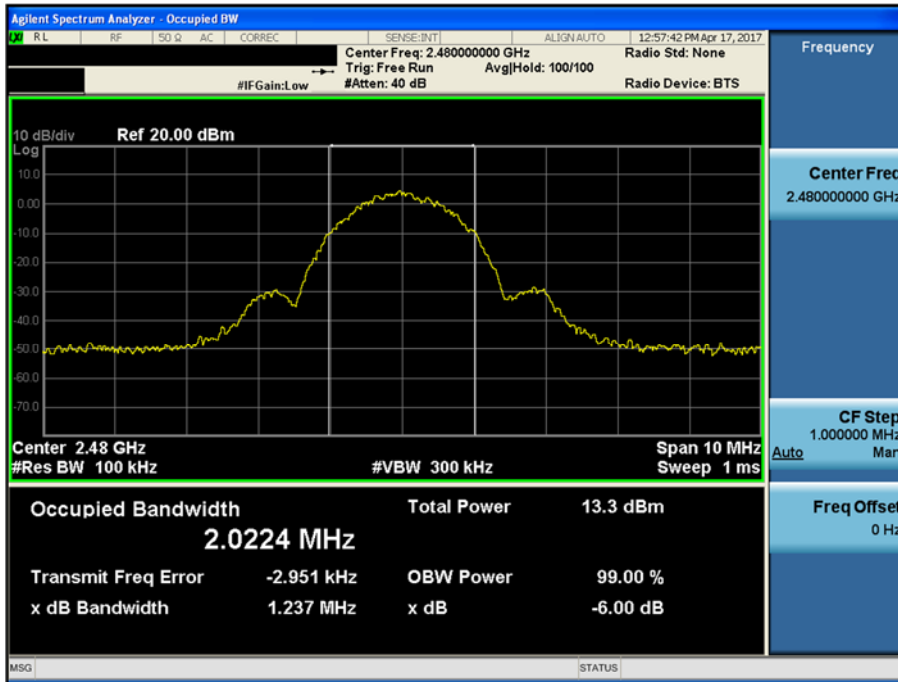 Agilent Spectrum Analyzer - Occupied BW
LXI RL RF 50 Ω AC CORREC SENSE:INT ALIGN AUTO 12:57:42 PM Apr 17, 2017
Center Freq: 2.480000000 GHz Radio Std: None
Trig: Free Run Avg|Hold: 100/100
#IFGain:Low #Atten: 40 dB Radio Device: BTS
10 dB/div Ref 20.00 dBm
Log
10.0
0.00
-10.0
-20.0
-30.0
-40.0
-50.0
-60.0
-70.0
Center 2.48 GHz Span 10 MHz
#Res BW 100 kHz #VBW 300 kHz Sweep 1 ms
Occupied Bandwidth Total Power 13.3 dBm
2.0224 MHz
Transmit Freq Error -2.951 kHz OBW Power 99.00 %
x dB Bandwidth 1.237 MHz x dB -6.00 dB
MSG STATUS
Frequency
Center Freq
2.480000000 GHz
CF Step
1.000000 MHz
Auto Man
Freq Offset
0 Hz